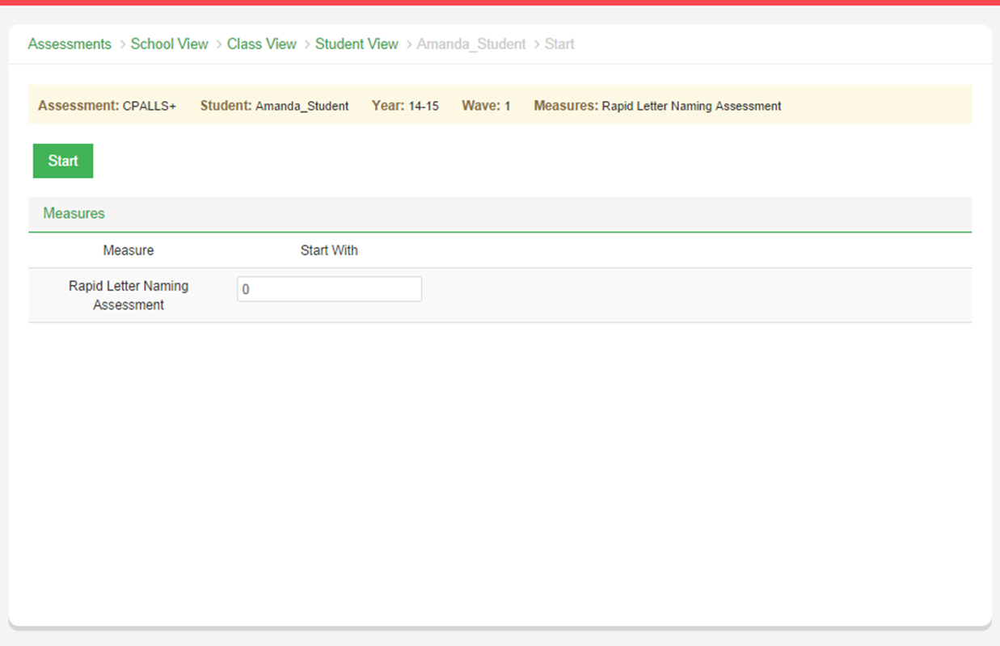 Assessments > School View > Class View > Student View > Amanda_Student > Start
Assessment: CPALLS+ Student: Amanda_Student Year: 14-15 Wave: 1 Measures: Rapid Letter Naming Assessment
Start
Measures
Measure Start With
Rapid Letter Naming 0
Assessment